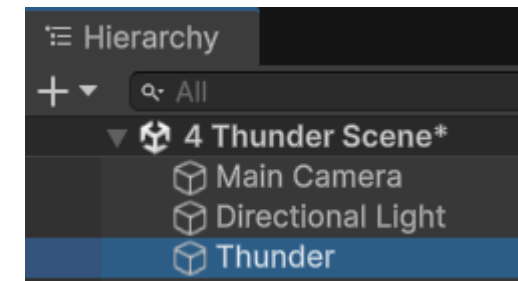 Hierarchy
All
4 Thunder Scene*
Main Camera
Directional Light
Thunder